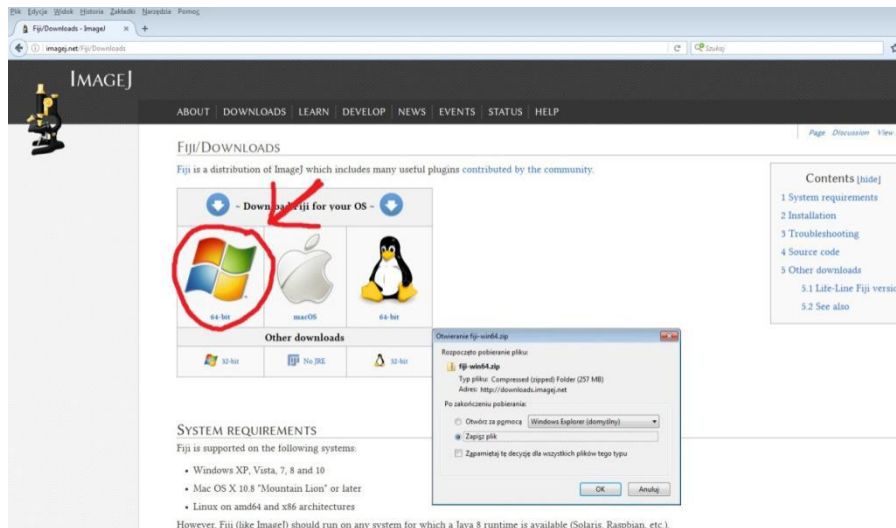 Plik Edycja Widok Historia Zakładki Narzędzia Pomoc
Fiji/Downloads - ImageJ × +
imagej.net/Fiji/Downloads
Szukaj
IMAGEJ
ABOUT DOWNLOADS LEARN DEVELOP NEWS EVENTS STATUS HELP
Page Discussion View
FIJI/DOWNLOADS
Fiji is a distribution of ImageJ which includes many useful plugins contributed by the community.
~ Download Fiji for your OS ~
64-bit macOS 64-bit
Other downloads
32-bit No JRE 32-bit
Contents [hide]
1 System requirements
2 Installation
3 Troubleshooting
4 Source code
5 Other downloads
5.1 Life-Line Fiji versio
5.2 See also
Otwieranie fiji-win64.zip
Rozpoczęto pobieranie pliku:
fiji-win64.zip
Typ pliku: Compressed (zipped) Folder (257 MB)
Adres: http://downloads.imagej.net
Po zakończeniu pobierania:
Otwórz za pomocą Windows Explorer (domyślny)
Zapisz plik
Zapamiętaj tę decyzję dla wszystkich plików tego typu
OK Anuluj
SYSTEM REQUIREMENTS
Fiji is supported on the following systems:
• Windows XP, Vista, 7, 8 and 10
• Mac OS X 10.8 "Mountain Lion" or later
• Linux on amd64 and x86 architectures
However, Fiji (like ImageJ) should run on any system for which a Java 8 runtime is available (Solaris, Raspbian, etc.).